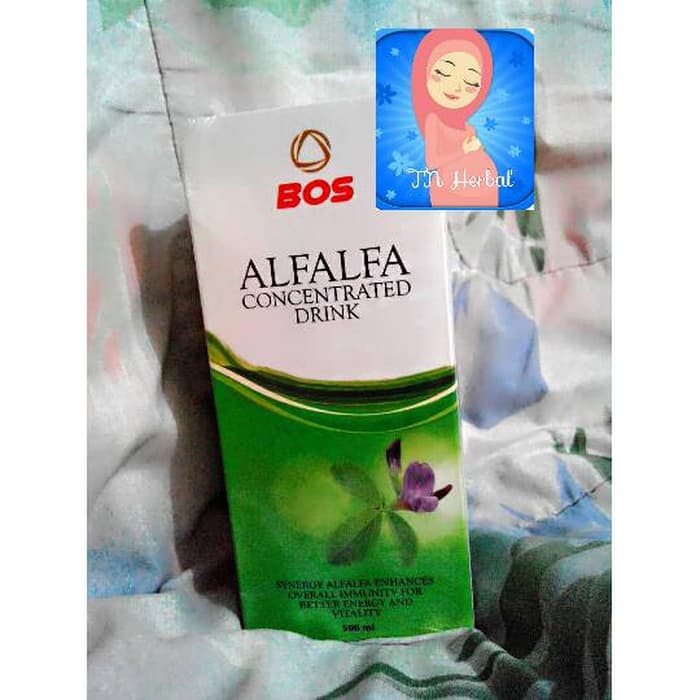 BOS
TN Herbal
ALFALFA
CONCENTRATED
DRINK
SYNERGY ALFALFA ENHANCES
OVERALL IMMUNITY FOR
BETTER ENERGY AND
VITALITY
500 ml